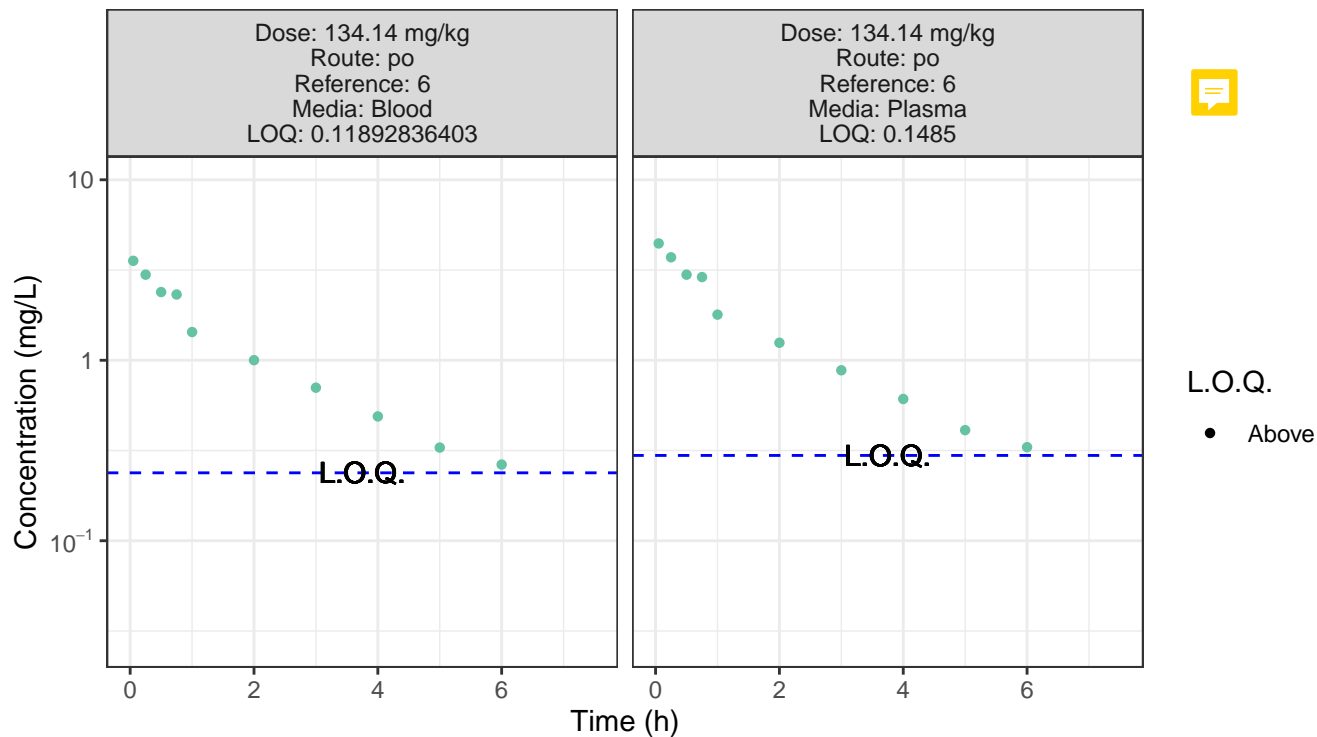 Dose: 134.14 mg/kg
Route: po
Reference: 6
Media: Blood
LOQ: 0.11892836403
Dose: 134.14 mg/kg
Route: po
Reference: 6
Media: Plasma
LOQ: 0.1485
10
1
10⁻¹
Concentration (mg/L)
L.O.Q.
L.O.Q.
0 2 4 6
0 2 4 6
Time (h)
L.O.Q.
Above